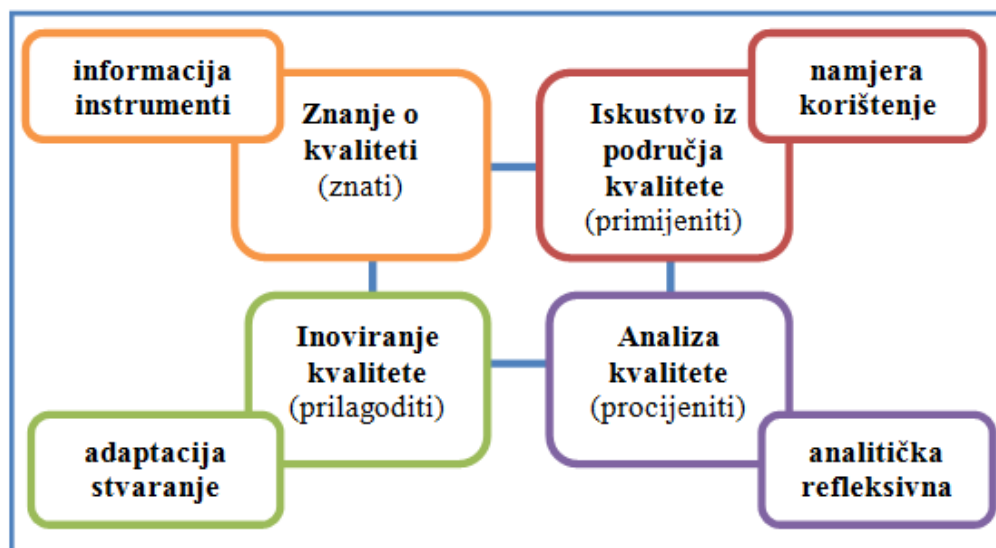 informacija
instrumenti
Znanje o
kvaliteti
(znati)
Iskustvo iz
područja
kvalitete
(primijeniti)
namjera
korištenje
Inoviranje
kvalitete
(prilagoditi)
adaptacija
stvaranje
Analiza
kvalitete
(procijeniti)
analitička
refleksivna